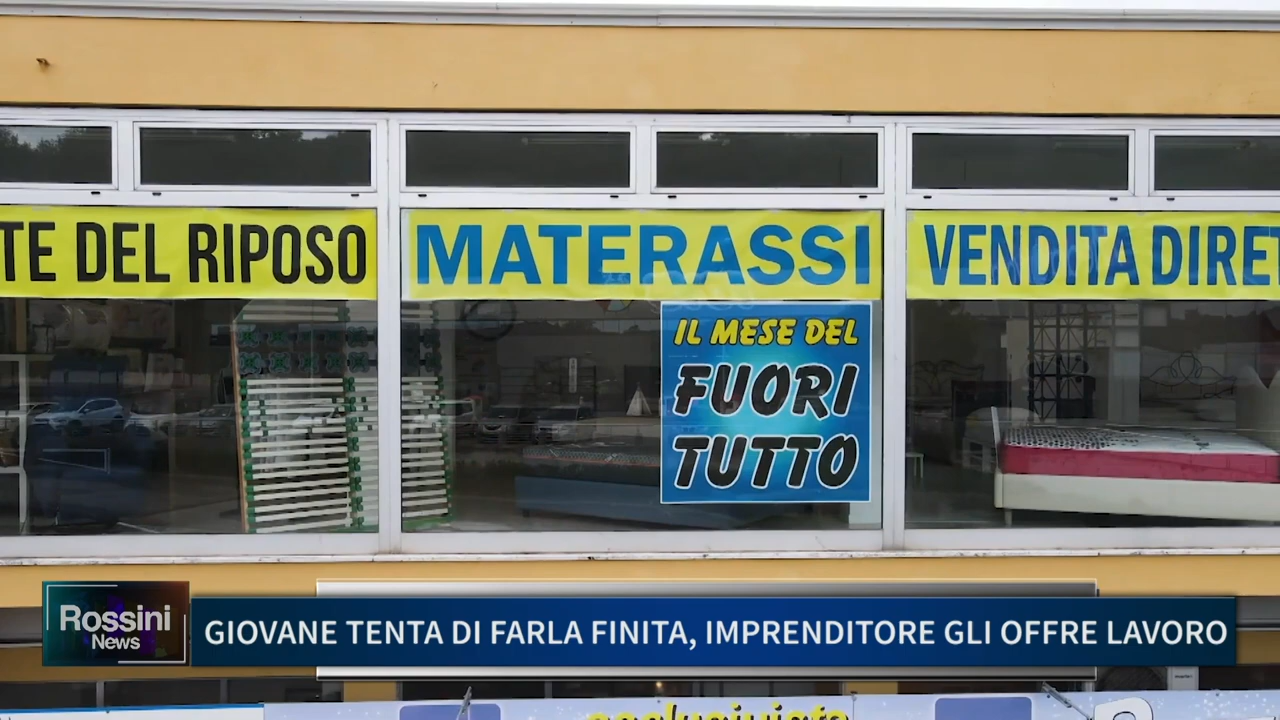 TE DEL RIPOSO
MATERASSI
VENDITA DIRET
IL MESE DEL
FUORI
TUTTO
Rossini
News
GIOVANE TENTA DI FARLA FINITA, IMPRENDITORE GLI OFFRE LAVORO